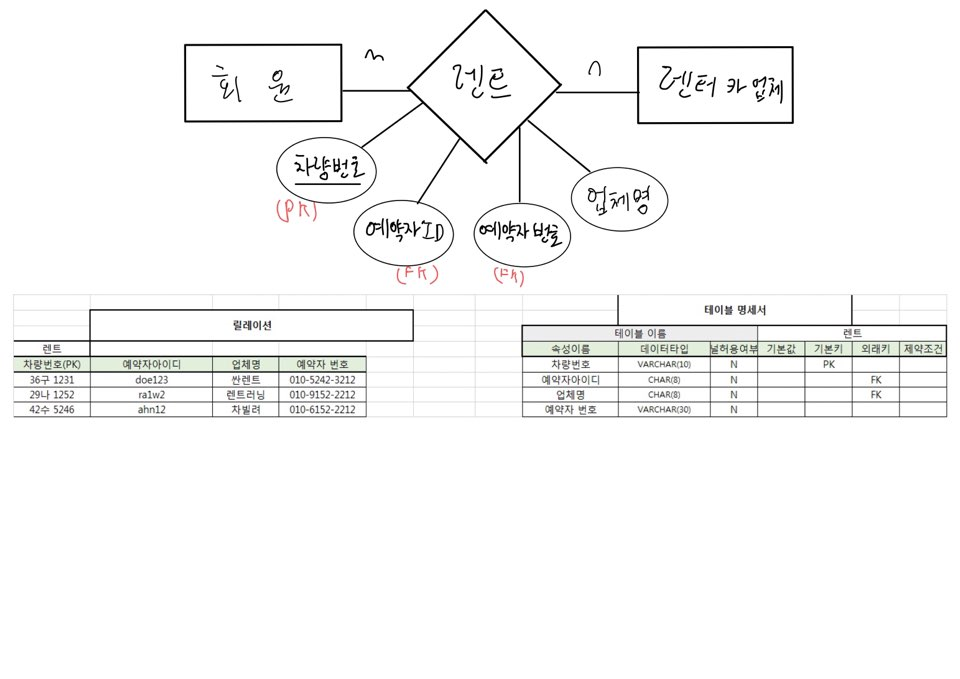 회원
m
렌트
n
렌터카 업체
차량번호
(PK)
예약자ID
(FK)
예약자 번호
(FK)
업체명
릴레이션
렌트
차량번호(PK) 예약자아이디 업체명 예약자 번호
36구 1231 doe123 싼렌트 010-5242-3212
29나 1252 ra1w2 렌트러닝 010-9152-2212
42수 5246 ahn12 차빌려 010-6152-2212
테이블 명세서
테이블 이름 렌트
속성이름 데이터타입 널허용여부 기본값 기본키 외래키 제약조건
차량번호 VARCHAR(10) N PK
예약자아이디 CHAR(8) N FK
업체명 CHAR(8) N FK
예약자 번호 VARCHAR(30) N